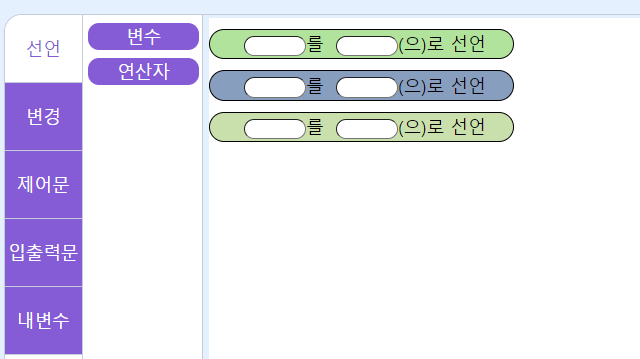 선언
변경
제어문
입출력문
내변수
변수
연산자
를 (으)로 선언
를 (으)로 선언
를 (으)로 선언